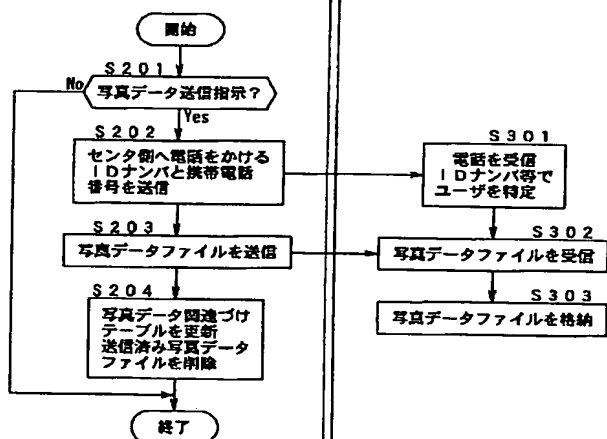 開始
S201
No
写真データ送信指示?
Yes
S202
センタ側へ電話をかける
IDナンバと携帯電話
番号を送信
S203
写真データファイルを送信
S204
写真データ関連づけ
テーブルを更新
送信済み写真データ
ファイルを削除
終了
S301
電話を受信
IDナンバ等で
ユーザを特定
S302
写真データファイルを受信
S303
写真データファイルを格納